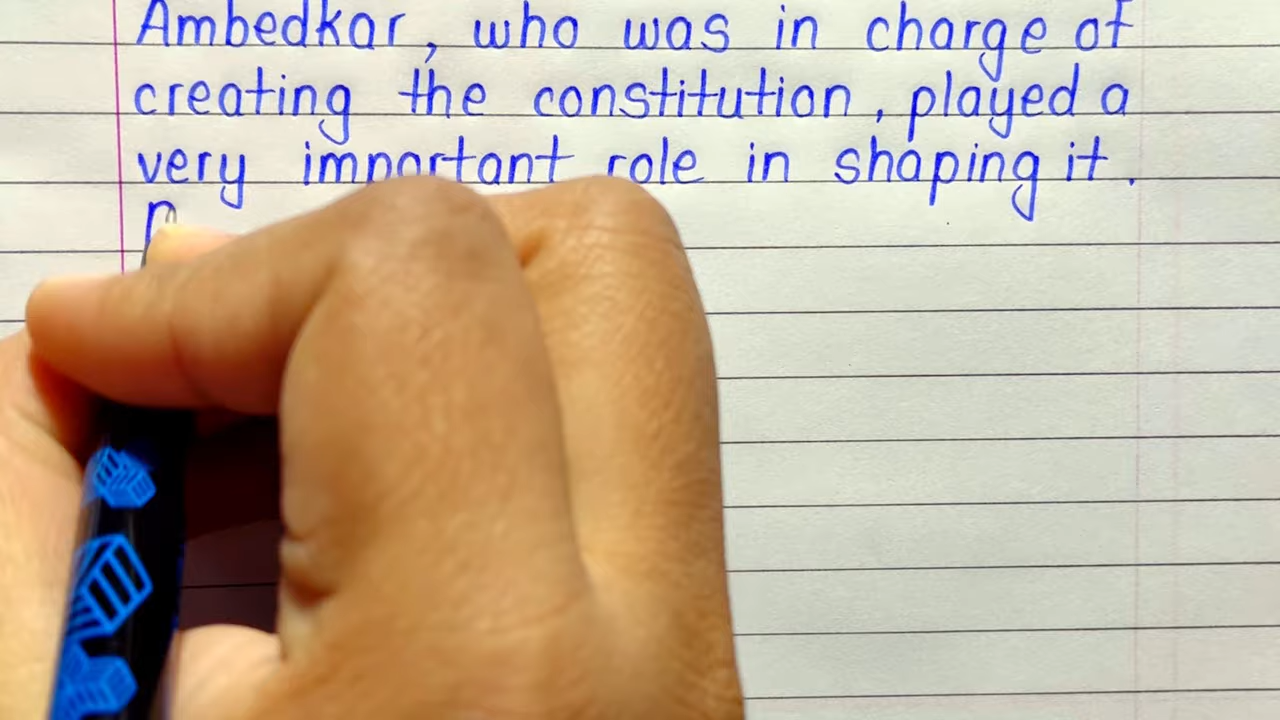 Ambedkar, who was in charge of
creating the constitution, played a
very important role in shaping it.